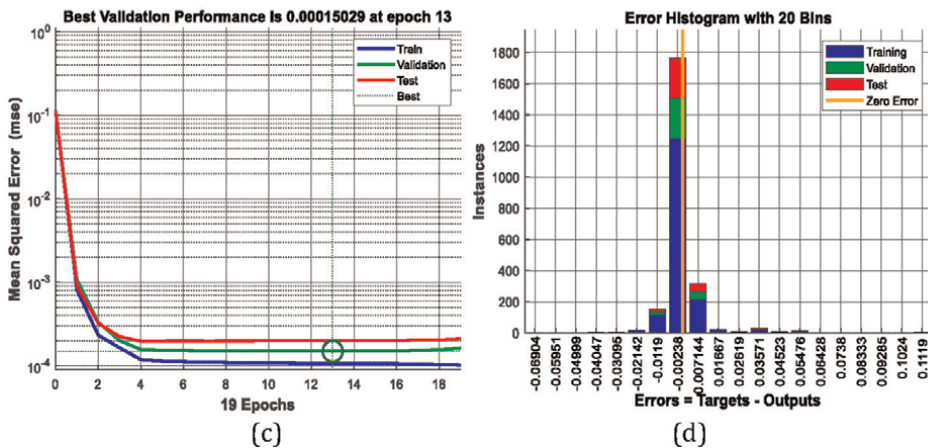 Best Validation Performance is 0.00015029 at epoch 13
Mean Squared Error (mse)
10^0
10^-1
10^-2
10^-3
10^-4
Train
Validation
Test
Best
0 2 4 6 8 10 12 14 16 18
19 Epochs
(c)
Error Histogram with 20 Bins
Instances
1800
1600
1400
1200
1000
800
600
400
200
0
Training
Validation
Test
Zero Error
-0.06904
-0.05951
-0.04999
-0.04047
-0.03095
-0.02142
-0.0119
-0.00238
0.007144
0.01667
0.02619
0.03571
0.04523
0.05476
0.06428
0.0738
0.08333
0.09285
0.1024
0.1119
Errors = Targets - Outputs
(d)